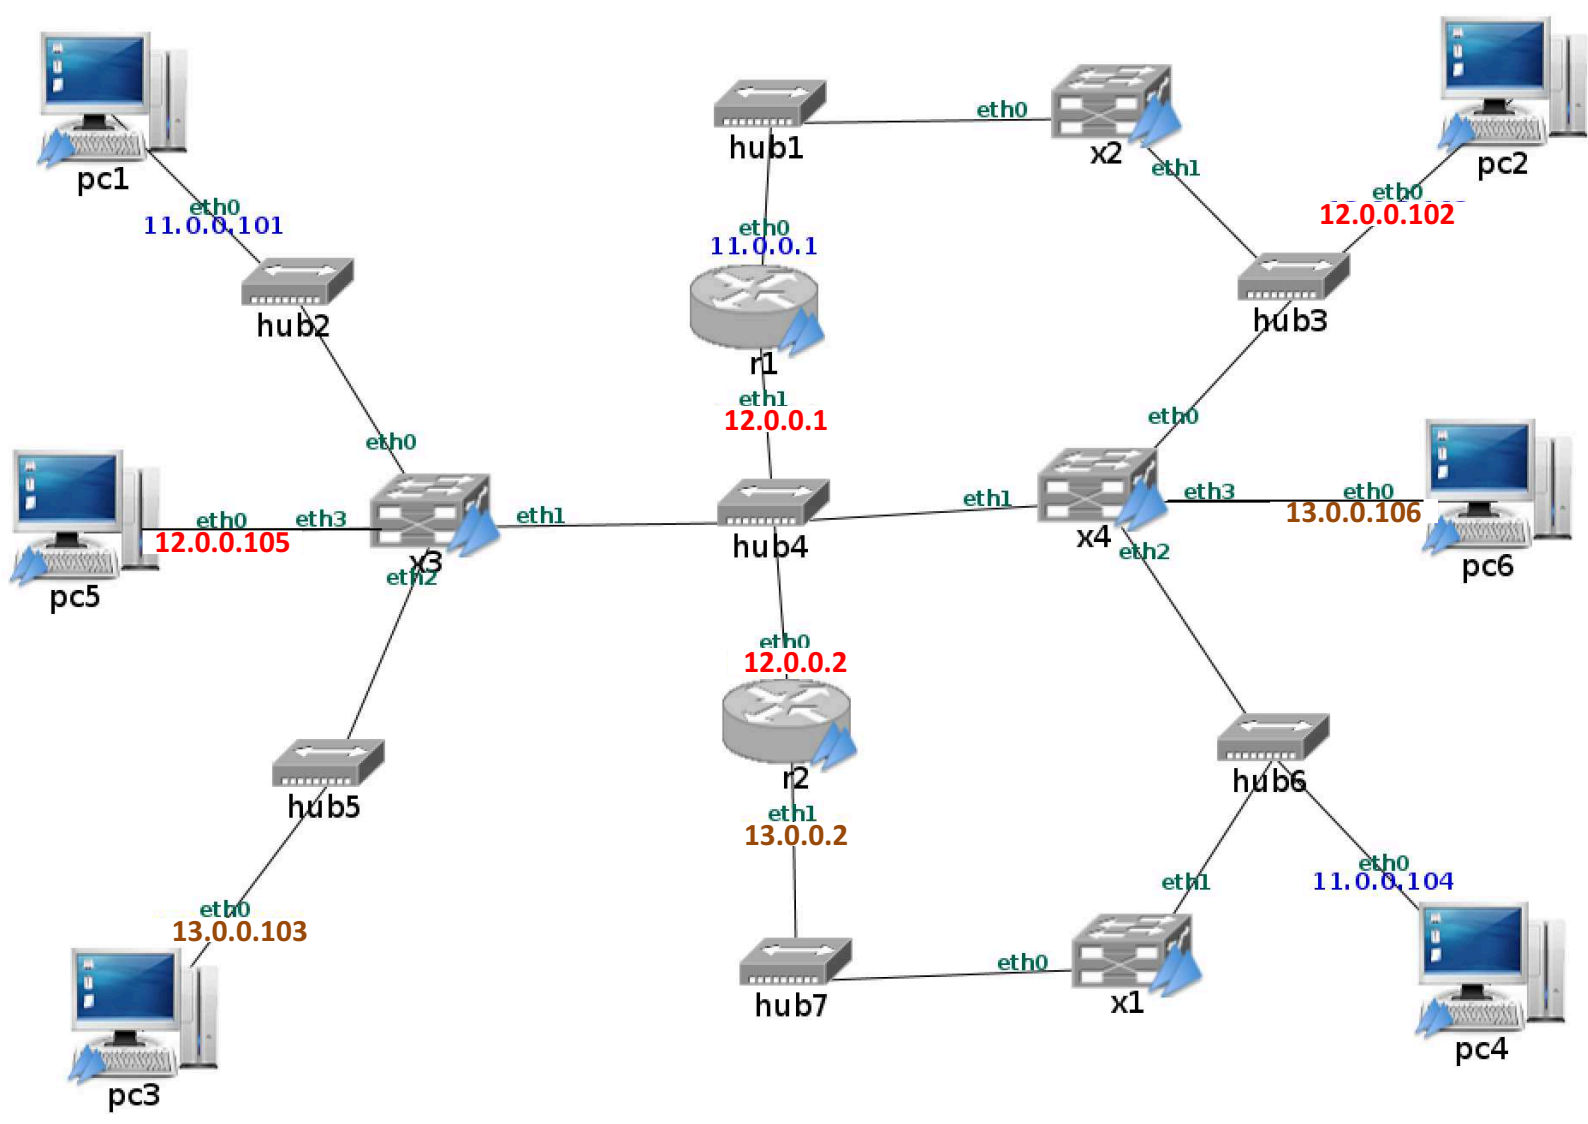 pc1
eth0
11.0.0.101
hub2
hub1
eth0
x2
eth1
pc2
eth0
12.0.0.102
eth0
11.0.0.1
r1
eth1
12.0.0.1
hub3
eth0
eth0
pc5
eth0
eth3
12.0.0.105
x3
eth2
eth1
hub4
eth1
x4
eth2
eth3
eth0
13.0.0.106
pc6
eth0
12.0.0.2
r2
eth1
13.0.0.2
hub5
hub6
eth0
13.0.0.103
pc3
hub7
eth0
x1
eth1
eth0
11.0.0.104
pc4